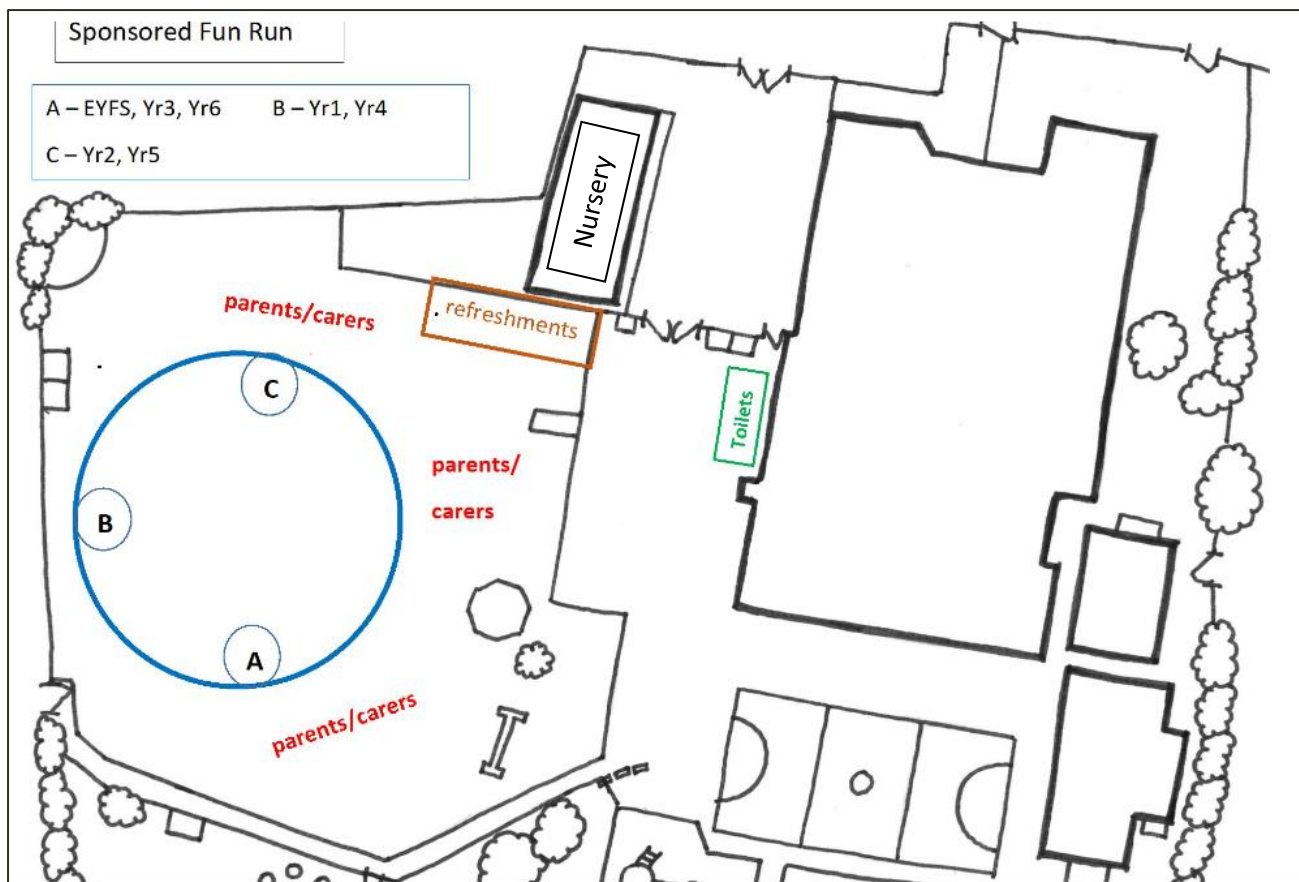 Sponsored Fun Run
A – EYFS, Yr3, Yr6 B – Yr1, Yr4
C – Yr2, Yr5
Nursery
parents/carers
. refreshments
C
Toilets
parents/
carers
B
A
parents/carers